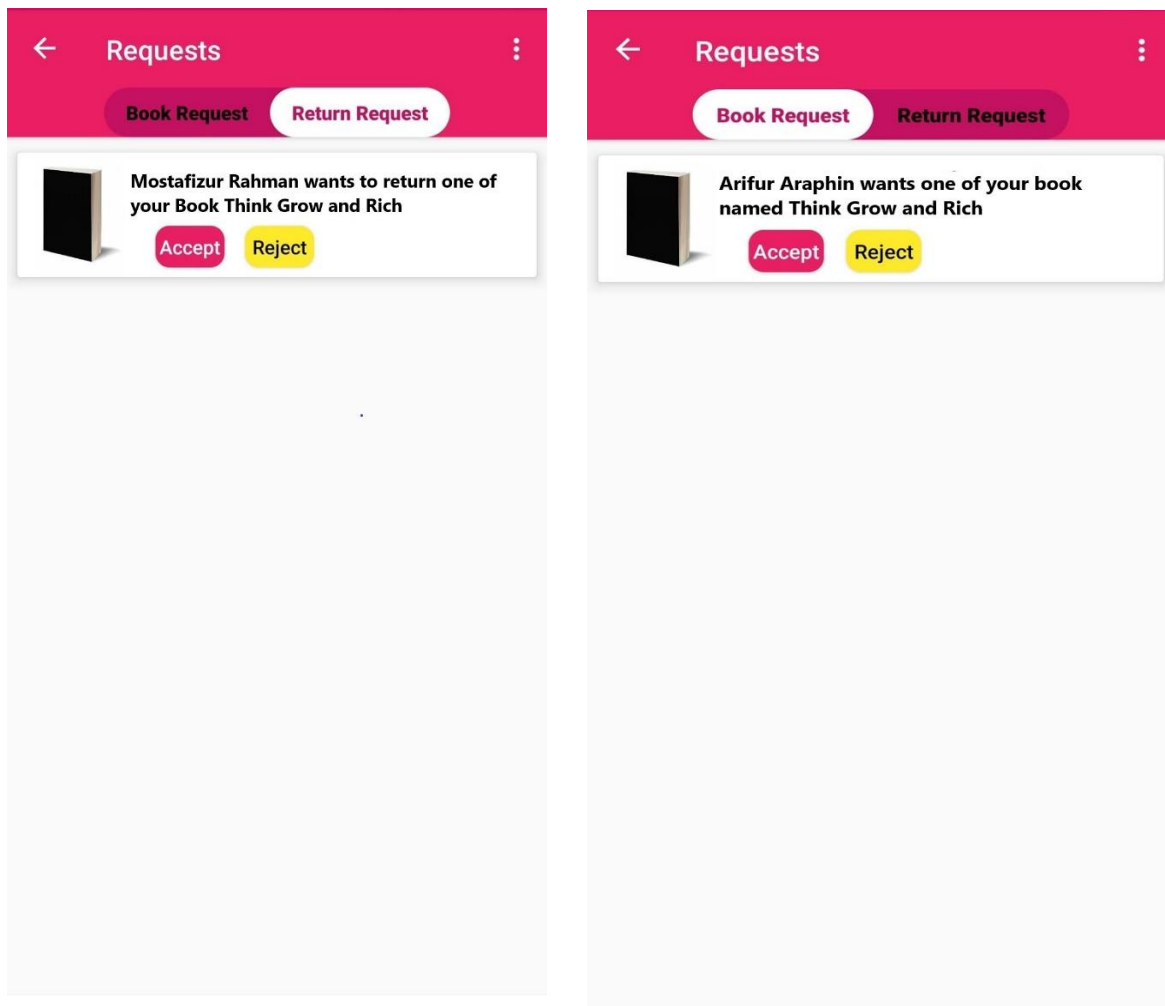 Requests
Book Request Return Request
Mostafizur Rahman wants to return one of
your Book Think Grow and Rich
Accept Reject
Requests
Book Request Return Request
Arifur Araphin wants one of your book
named Think Grow and Rich
Accept Reject